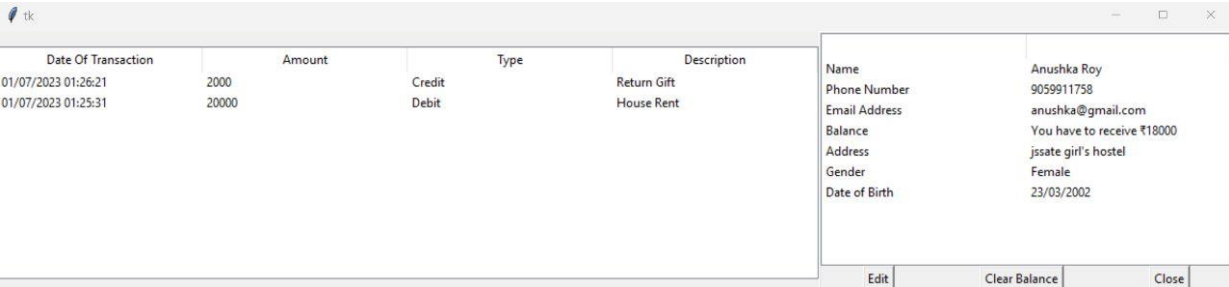 tk
Date Of Transaction Amount Type Description
01/07/2023 01:26:21 2000 Credit Return Gift
01/07/2023 01:25:31 20000 Debit House Rent
Name Anushka Roy
Phone Number 9059911758
Email Address anushka@gmail.com
Balance You have to receive ₹18000
Address jssate girl's hostel
Gender Female
Date of Birth 23/03/2002
Edit Clear Balance Close